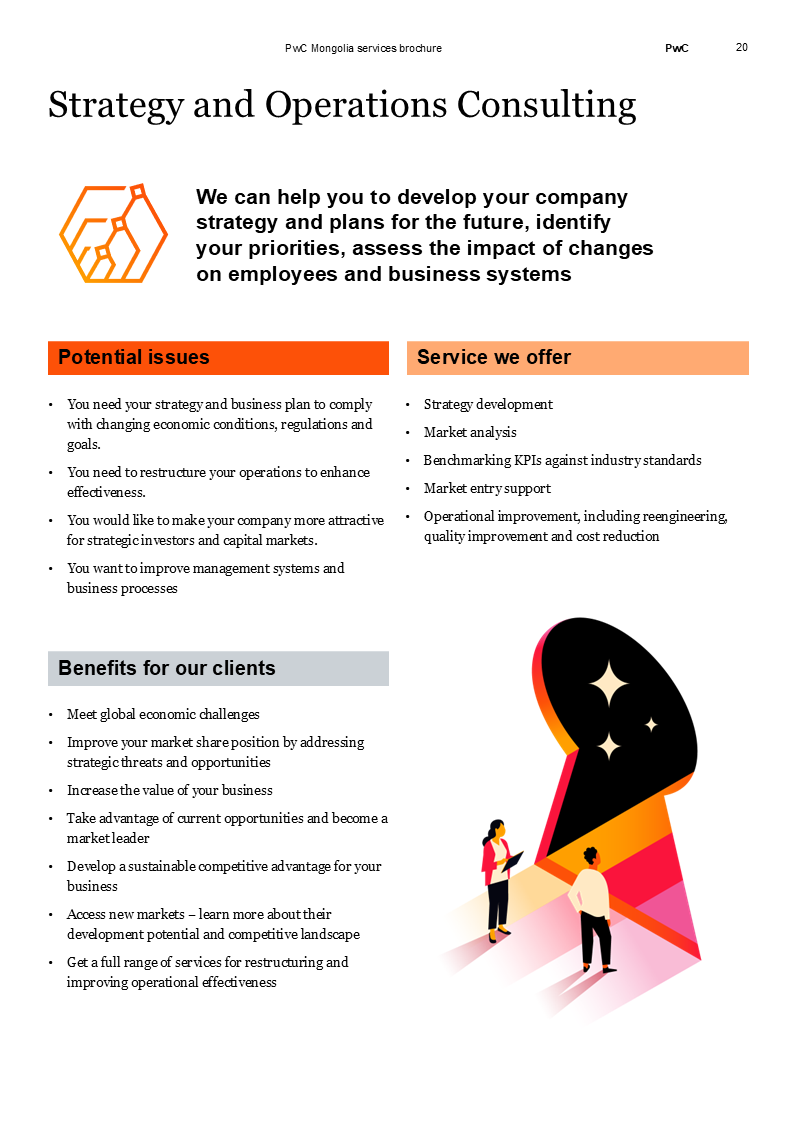 PwC Mongolia services brochure
PwC
20
Strategy and Operations Consulting
We can help you to develop your company
strategy and plans for the future, identify
your priorities, assess the impact of changes
on employees and business systems
Potential issues
• You need your strategy and business plan to comply
with changing economic conditions, regulations and
goals.
• You need to restructure your operations to enhance
effectiveness.
• You would like to make your company more attractive
for strategic investors and capital markets.
• You want to improve management systems and
business processes
Service we offer
• Strategy development
• Market analysis
• Benchmarking KPIs against industry standards
• Market entry support
• Operational improvement, including reengineering,
quality improvement and cost reduction
Benefits for our clients
• Meet global economic challenges
• Improve your market share position by addressing
strategic threats and opportunities
• Increase the value of your business
• Take advantage of current opportunities and become a
market leader
• Develop a sustainable competitive advantage for your
business
• Access new markets – learn more about their
development potential and competitive landscape
• Get a full range of services for restructuring and
improving operational effectiveness